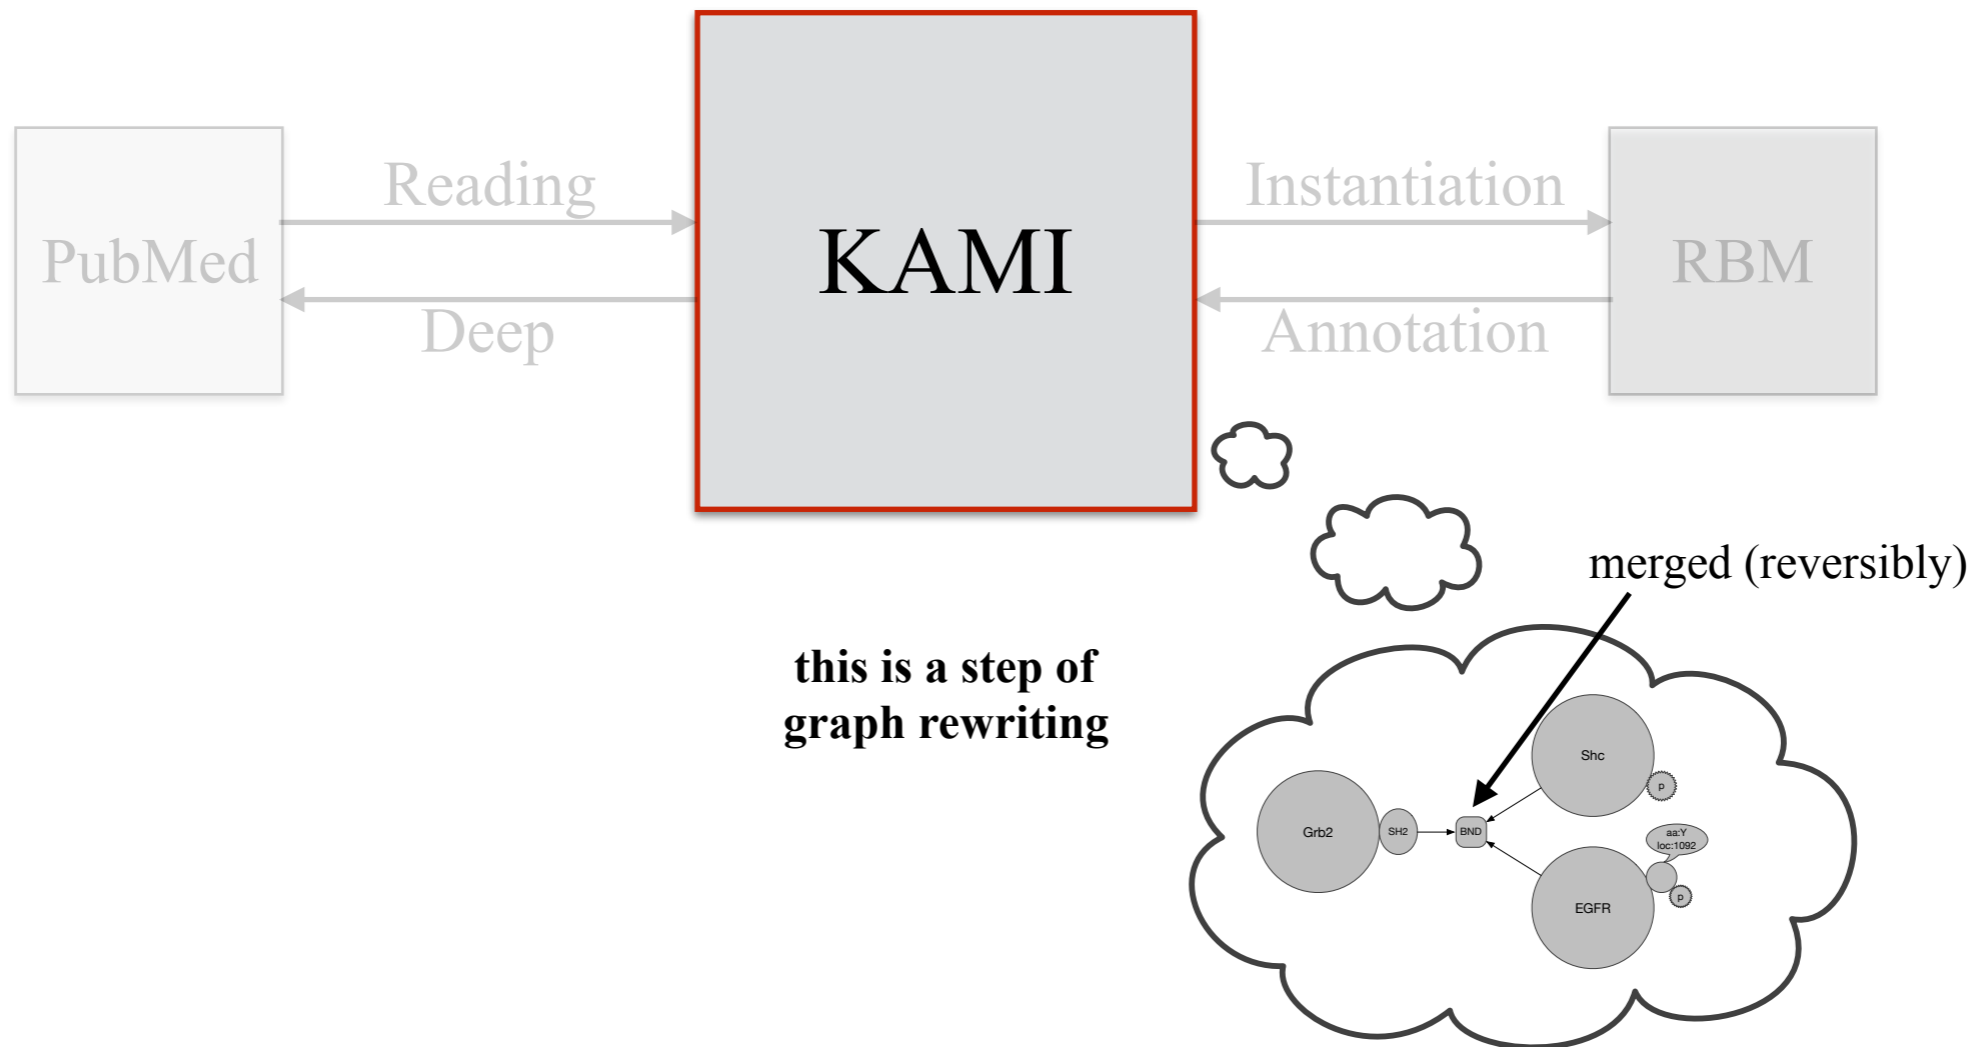 Reading
Instantiation
PubMed
KAMI
RBM
Deep
Annotation
merged (reversibly)
this is a step of
graph rewriting
Shc
p
Grb2
SH2
BND
aa:Y
loc:1092
p
EGFR